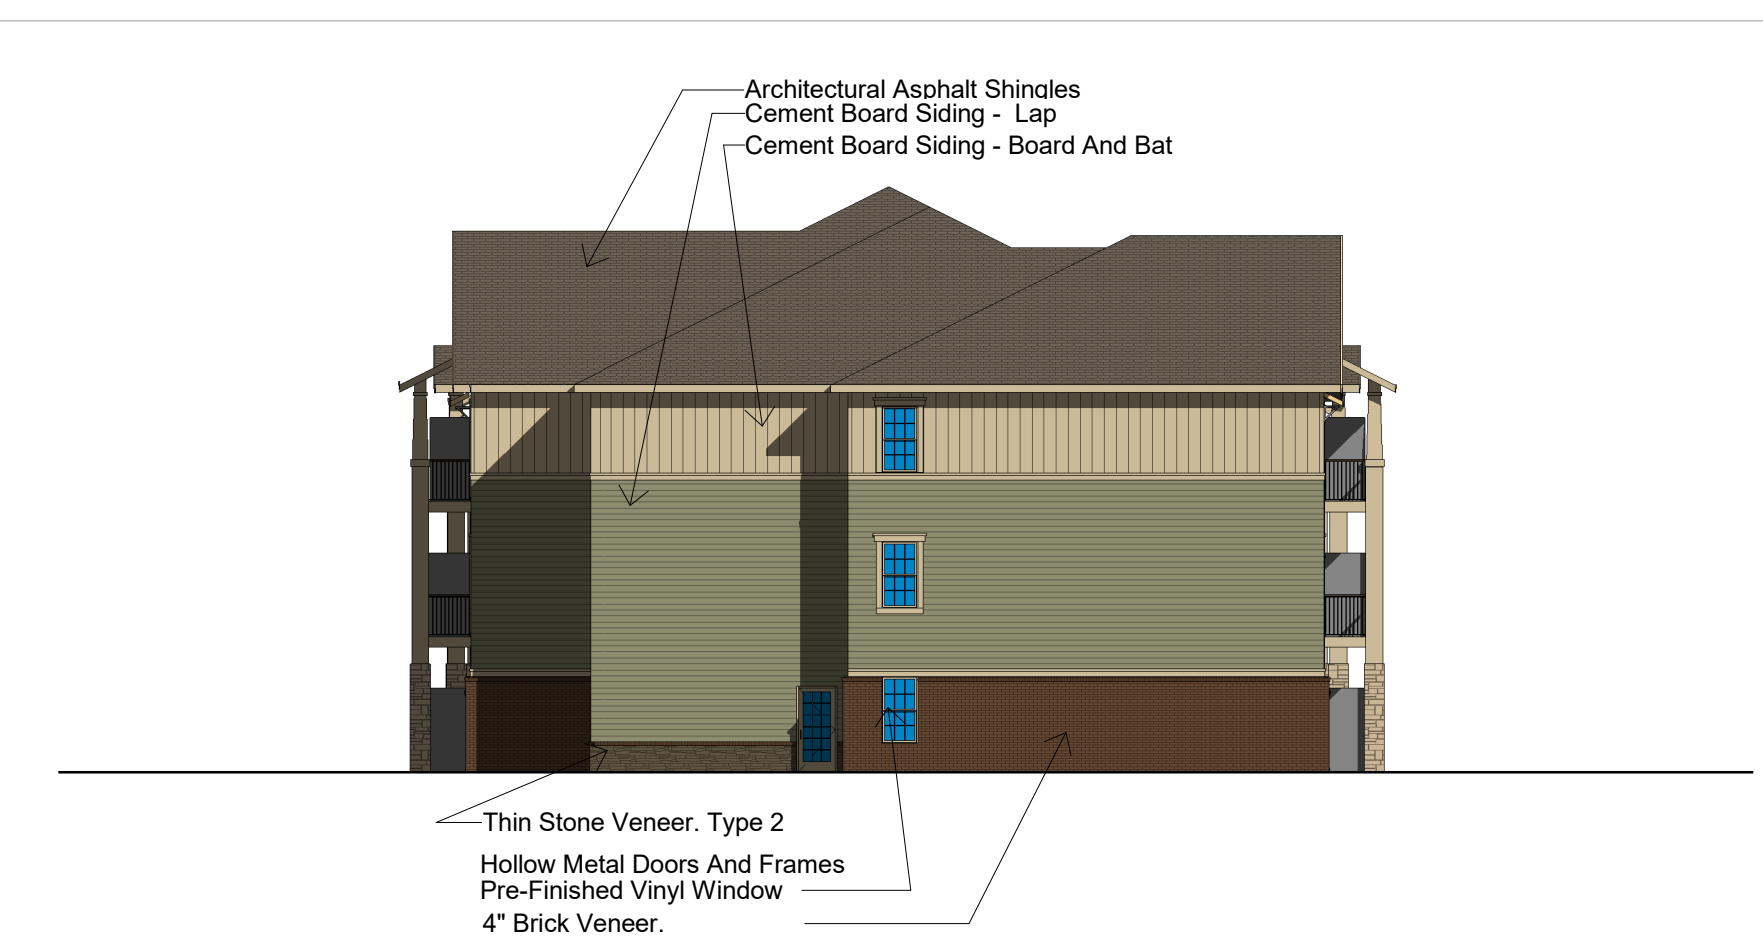 Architectural Asphalt Shingles
Cement Board Siding - Lap
Cement Board Siding - Board And Bat
Thin Stone Veneer. Type 2
Hollow Metal Doors And Frames
Pre-Finished Vinyl Window
4" Brick Veneer.